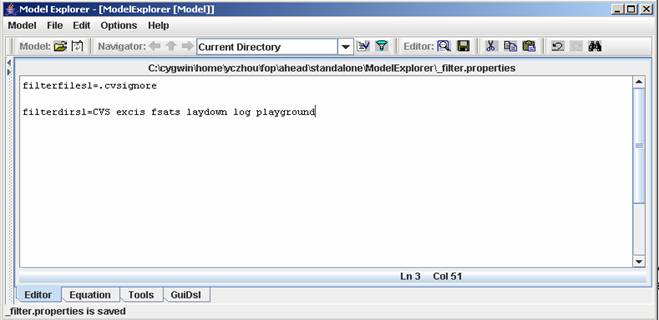 Model Explorer - [ModelExplorer [Model]]
Model File Edit Options Help
Model: Navigator: Current Directory Editor:
C:\cygwin\home\yczhou\fop\ahead\standalone\ModelExplorer\_filter.properties
filterfiles1=.cvsignore
filterdirs1=CVS excis fsats laydown log playground
Ln 3 Col 51
Editor Equation Tools GuiDsl
_filter.properties is saved